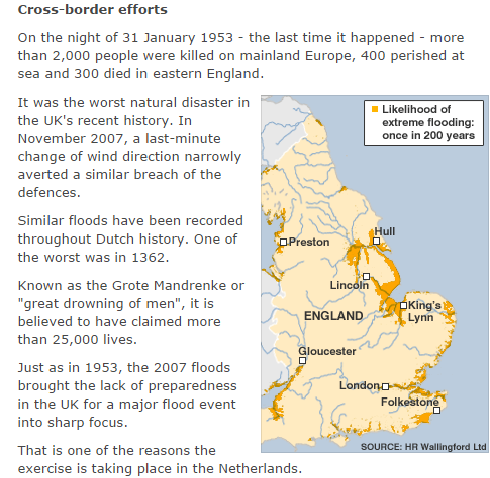 Cross-border efforts
On the night of 31 January 1953 - the last time it happened - more
than 2,000 people were killed on mainland Europe, 400 perished at
sea and 300 died in eastern England.
It was the worst natural disaster in
the UK's recent history. In
November 2007, a last-minute
change of wind direction narrowly
averted a similar breach of the
defences.
Similar floods have been recorded
throughout Dutch history. One of
the worst was in 1362.
Known as the Grote Mandrenke or
"great drowning of men", it is
believed to have claimed more
than 25,000 lives.
Just as in 1953, the 2007 floods
brought the lack of preparedness
in the UK for a major flood event
into sharp focus.
That is one of the reasons the
exercise is taking place in the Netherlands.
Likelihood of
extreme flooding:
once in 200 years
Hull
Preston
Lincoln
King's
Lynn
ENGLAND
Gloucester
London
Folkestone
SOURCE: HR Wallingford Ltd